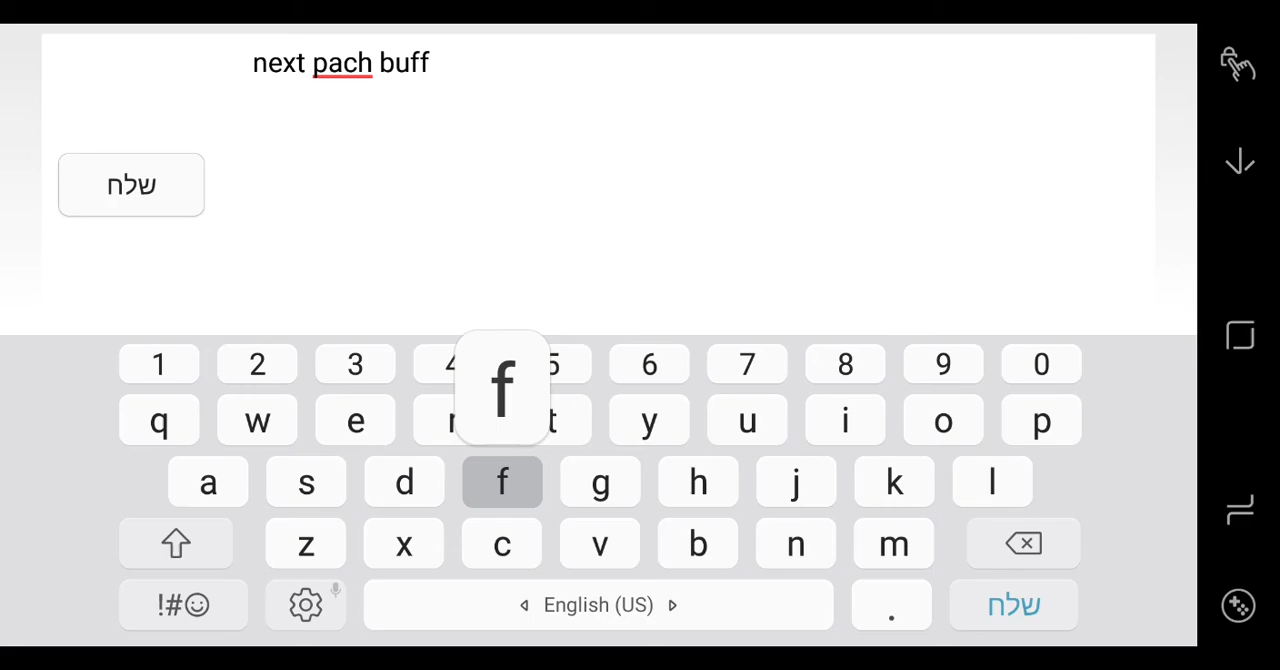 next pach buff
שלח
f
1 2 3 4 5 6 7 8 9 0
q w e r t y u i o p
a s d f g h j k l
z x c v b n m
!#☺ English (US) . שלח